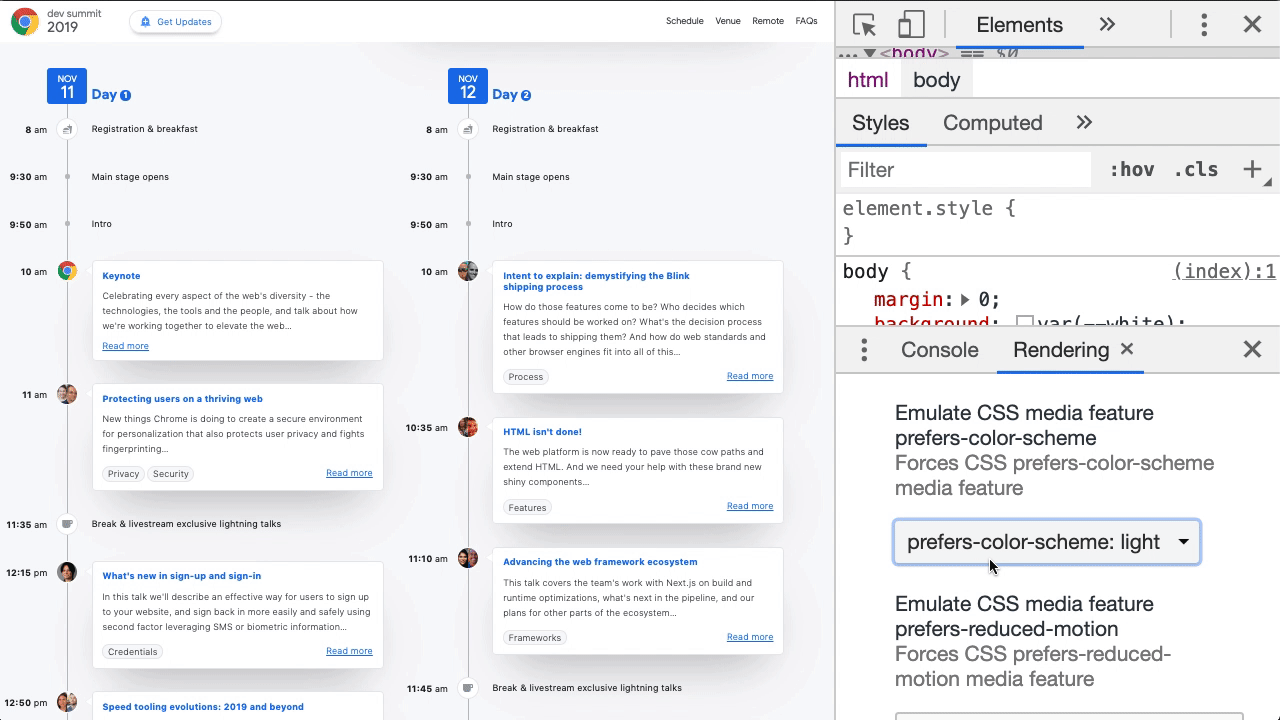 dev summit
2019
Get Updates
Schedule
Venue
Remote
FAQs
NOV
11
Day 1
8 am
Registration & breakfast
9:30 am
Main stage opens
9:50 am
Intro
10 am
Keynote
Celebrating every aspect of the web's diversity - the
technologies, the tools and the people, and talk about how
we're working together to elevate the web...
Read more
11 am
Protecting users on a thriving web
New things Chrome is doing to create a secure environment
for personalization that also protects user privacy and fights
fingerprinting...
Privacy
Security
Read more
11:35 am
Break & livestream exclusive lightning talks
12:15 pm
What's new in sign-up and sign-in
In this talk we'll describe an effective way for users to sign up
to your website, and sign back in more easily and safely using
second factor leveraging SMS or biometric information...
Credentials
Read more
12:50 pm
Speed tooling evolutions: 2019 and beyond
NOV
12
Day 2
8 am
Registration & breakfast
9:30 am
Main stage opens
9:50 am
Intro
10 am
Intent to explain: demystifying the Blink
shipping process
How do those features come to be? Who decides which
features should be worked on? What's the decision process
that leads to shipping them? And how do web standards and
other browser engines fit into all of this...
Process
Read more
10:35 am
HTML isn't done!
The web platform is now ready to pave those cow paths and
extend HTML. And we need your help with these brand new
shiny components...
Features
Read more
11:10 am
Advancing the web framework ecosystem
This talk covers the team's work with Next.js on build and
runtime optimizations, what's next in the pipeline, and our
plans for other parts of the ecosystem...
Frameworks
Read more
11:45 am
Break & livestream exclusive lightning talks
Elements
…▼<body> == $0
html
body
Styles
Computed
Filter
:hov
.cls
element.style {
}
body {
(index):1
margin: 0;
background: var(--white);
Console
Rendering
Emulate CSS media feature
prefers-color-scheme
Forces CSS prefers-color-scheme
media feature
prefers-color-scheme: light
Emulate CSS media feature
prefers-reduced-motion
Forces CSS prefers-reduced-
motion media feature